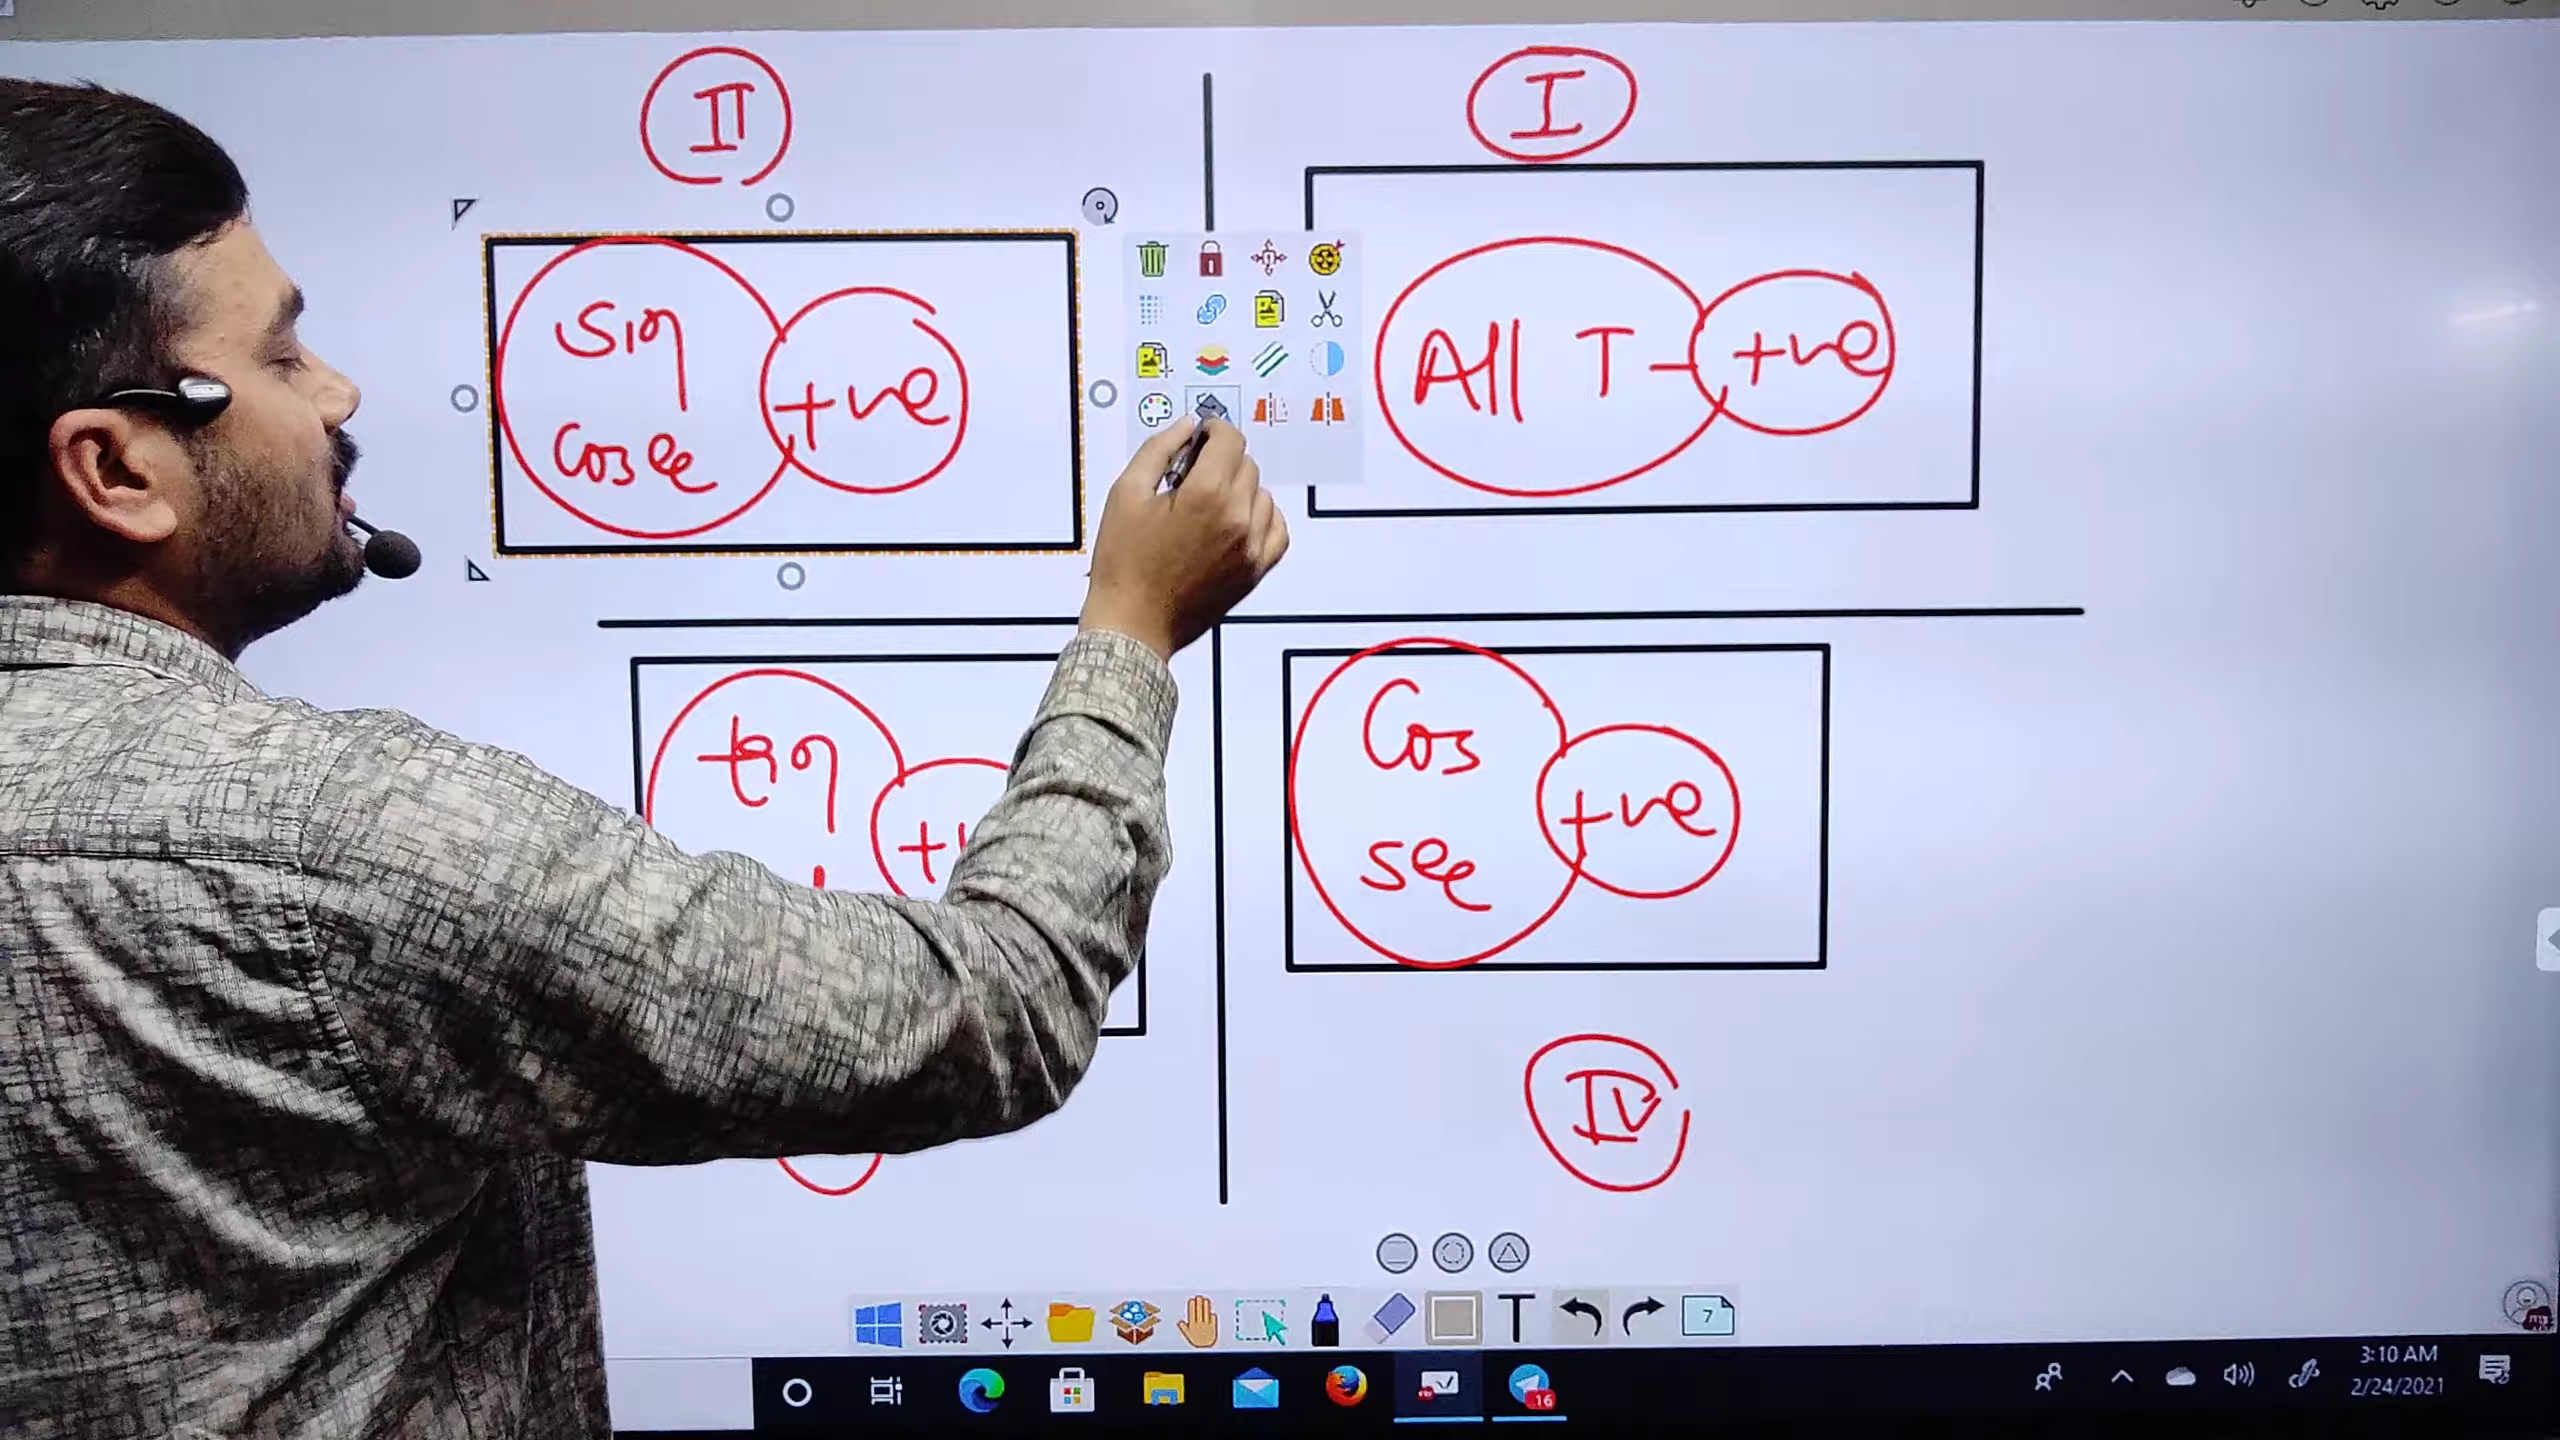 II
I
sin
cosec
+ve
All T-
+ve
tan
Cos
sec
+ve
IV
7
16
3:10 AM
2/24/2021